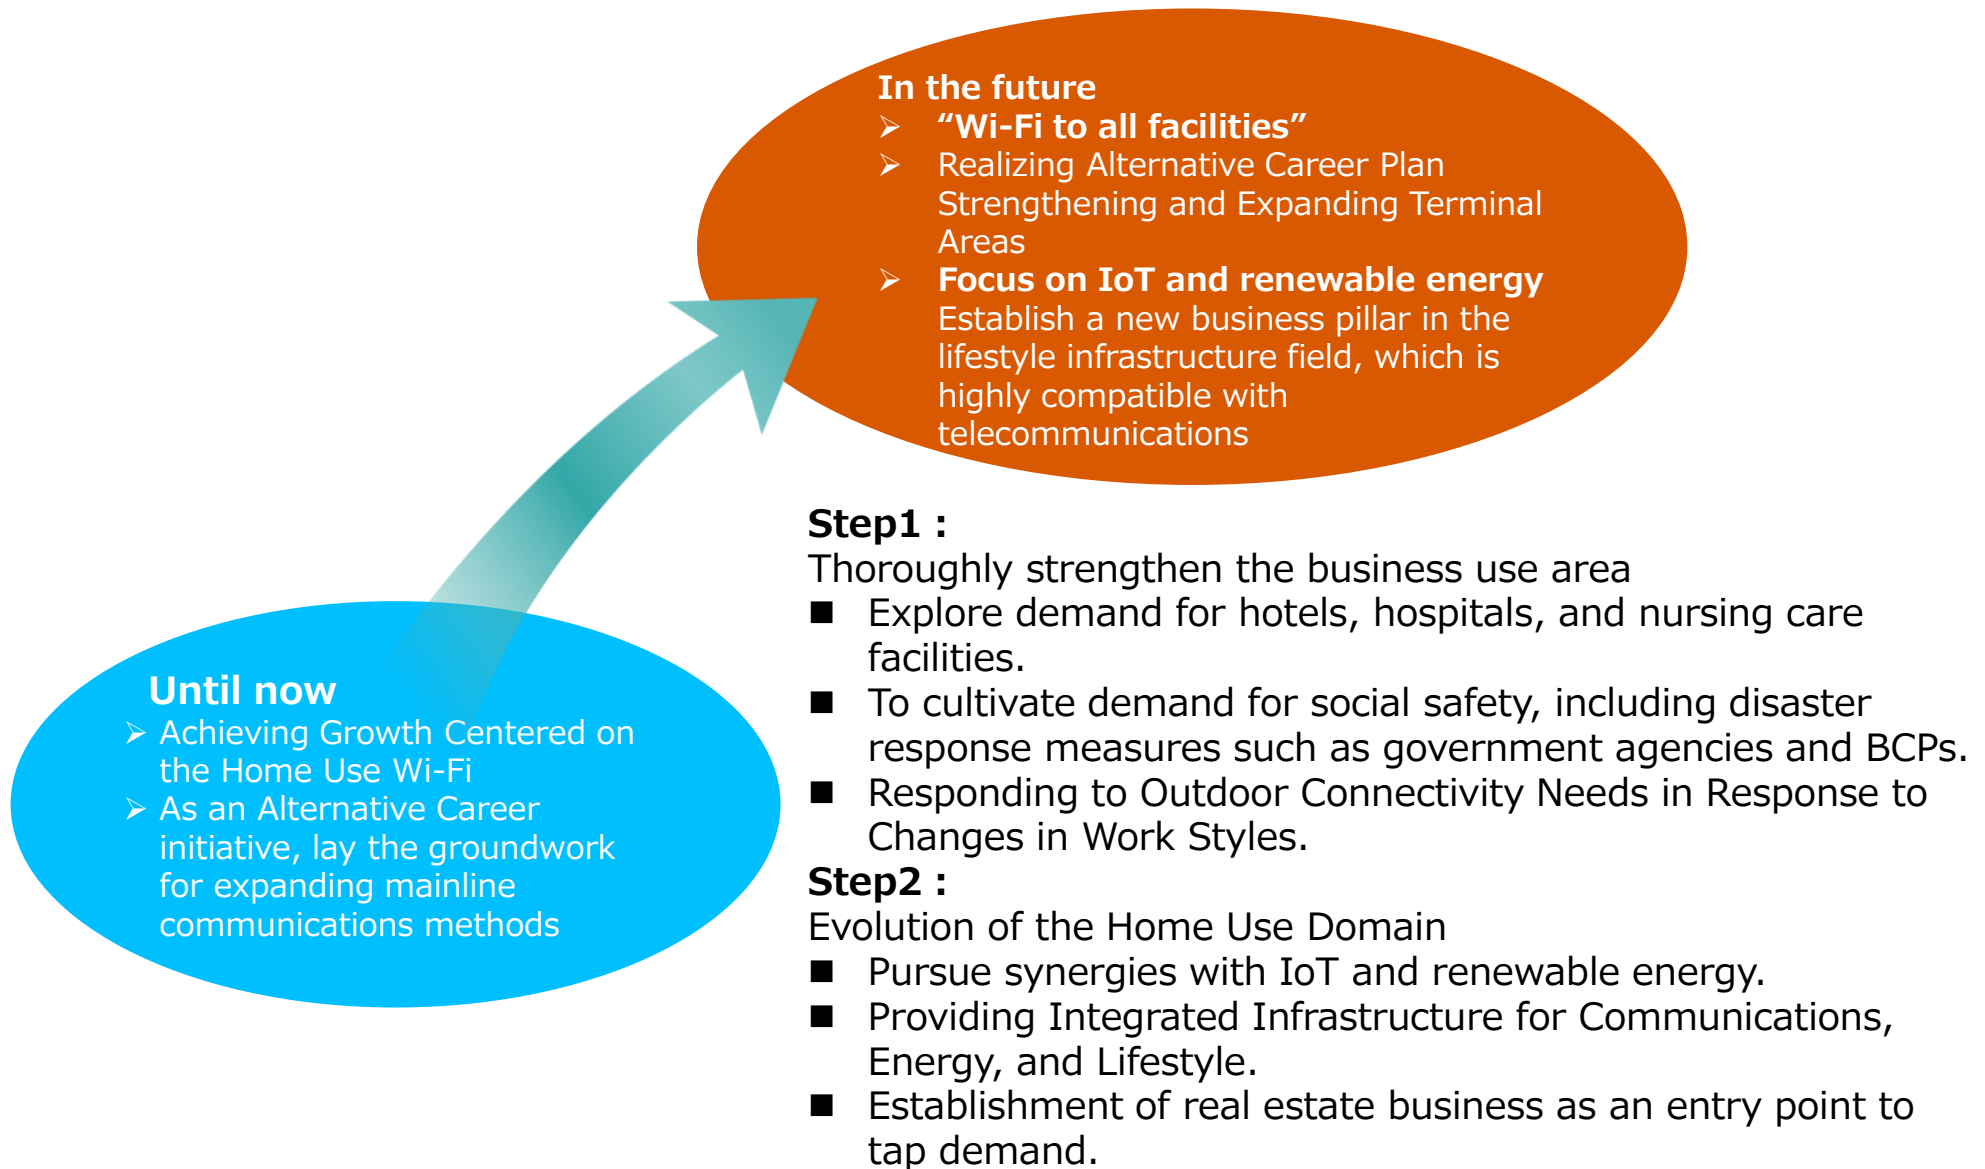 In the future
➢ “Wi-Fi to all facilities”
➢ Realizing Alternative Career Plan
Strengthening and Expanding Terminal
Areas
➢ Focus on IoT and renewable energy
Establish a new business pillar in the
lifestyle infrastructure field, which is
highly compatible with
telecommunications
Until now
➢ Achieving Growth Centered on
the Home Use Wi-Fi
➢ As an Alternative Career
initiative, lay the groundwork
for expanding mainline
communications methods
Step1 :
Thoroughly strengthen the business use area
■ Explore demand for hotels, hospitals, and nursing care
facilities.
■ To cultivate demand for social safety, including disaster
response measures such as government agencies and BCPs.
■ Responding to Outdoor Connectivity Needs in Response to
Changes in Work Styles.
Step2 :
Evolution of the Home Use Domain
■ Pursue synergies with IoT and renewable energy.
■ Providing Integrated Infrastructure for Communications,
Energy, and Lifestyle.
■ Establishment of real estate business as an entry point to
tap demand.